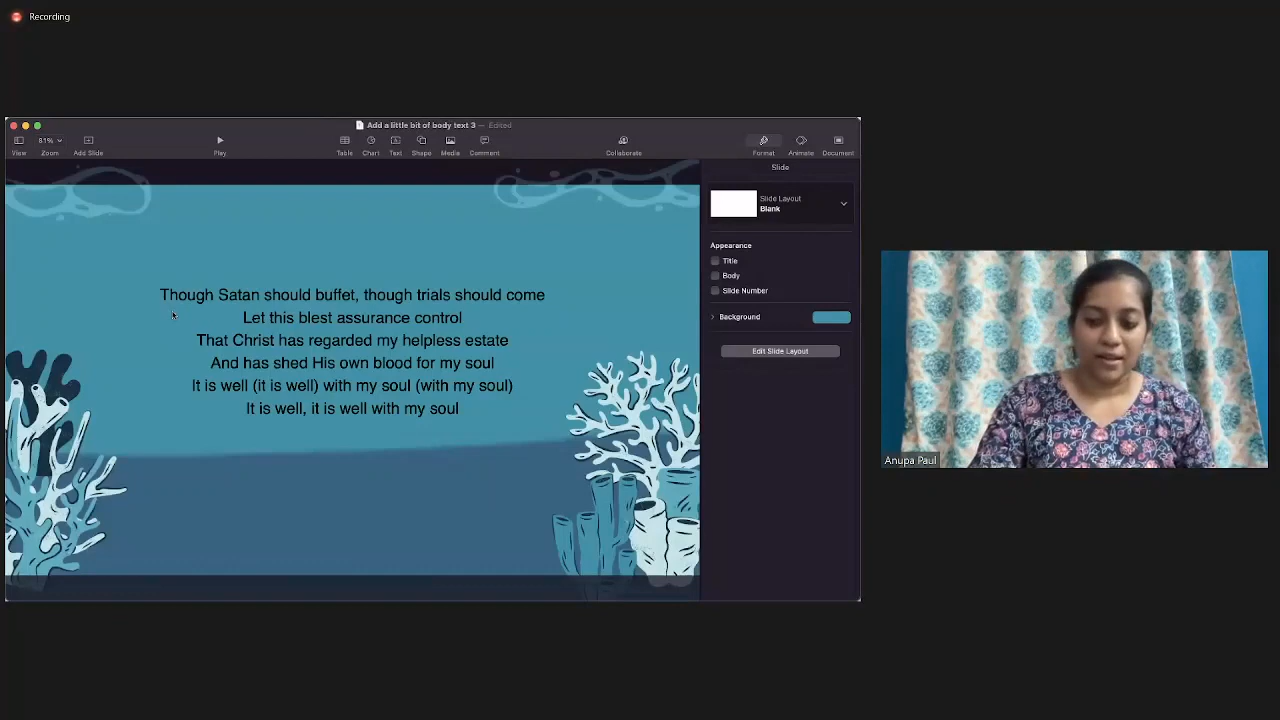 Recording
Add a little bit of body text 3 — Edited
81%
View Zoom Add Slide Play Table Chart Text Shape Media Comment Collaborate Format Animate Document
Slide
Slide Layout
Blank
Appearance
Title
Body
Slide Number
Background
Edit Slide Layout
Though Satan should buffet, though trials should come
Let this blest assurance control
That Christ has regarded my helpless estate
And has shed His own blood for my soul
It is well (it is well) with my soul (with my soul)
It is well, it is well with my soul
Anupa Paul